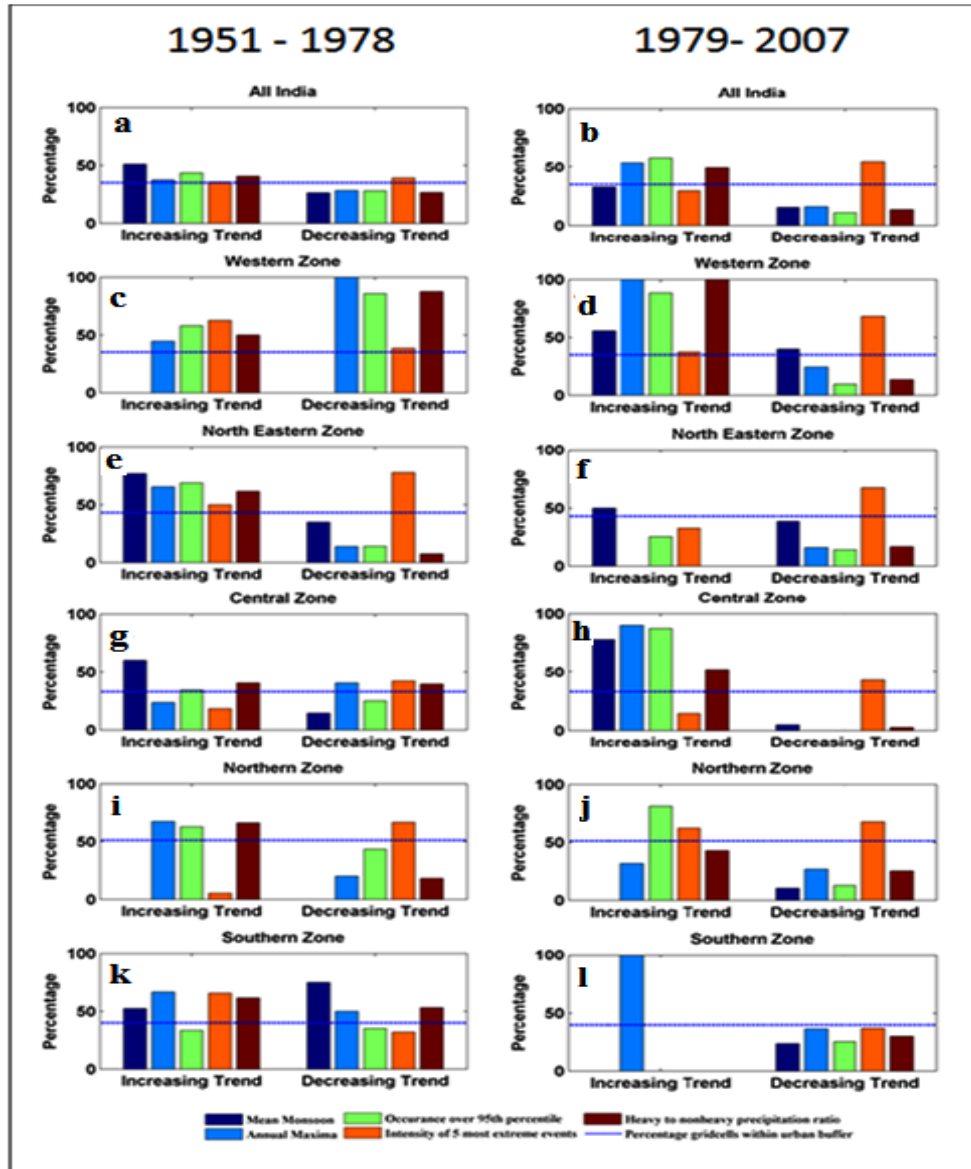 1951 - 1978 1979- 2007
All India All India
a b
100 100
Percentage Percentage
50 50
0 0
Increasing Trend Decreasing Trend Increasing Trend Decreasing Trend
Western Zone Western Zone
c d
100 100
Percentage Percentage
50 50
0 0
Increasing Trend Decreasing Trend Increasing Trend Decreasing Trend
North Eastern Zone North Eastern Zone
e f
100 100
Percentage Percentage
50 50
0 0
Increasing Trend Decreasing Trend Increasing Trend Decreasing Trend
Central Zone Central Zone
g h
100 100
Percentage Percentage
50 50
0 0
Increasing Trend Decreasing Trend Increasing Trend Decreasing Trend
Northern Zone Northern Zone
i j
100 100
Percentage Percentage
50 50
0 0
Increasing Trend Decreasing Trend Increasing Trend Decreasing Trend
Southern Zone Southern Zone
k l
100 100
Percentage Percentage
50 50
0 0
Increasing Trend Decreasing Trend Increasing Trend Decreasing Trend
Mean Monsoon Occurance over 95th percentile Heavy to nonheavy precipitation ratio
Annual Maxima Intensity of 5 most extreme events Percentage gridcells within urban buffer